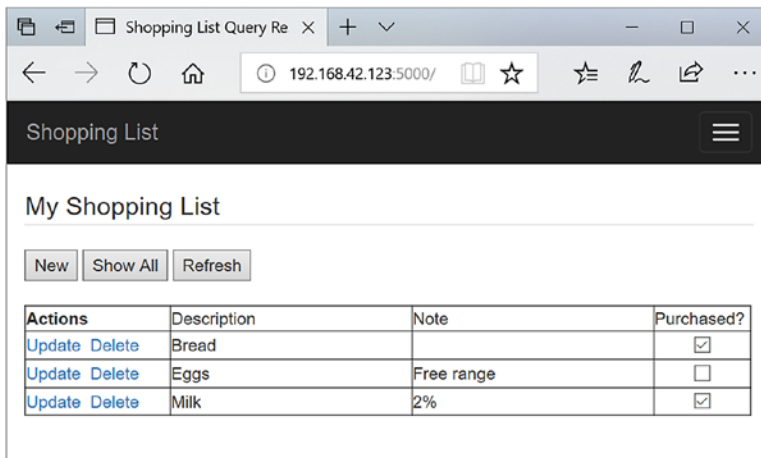 Shopping List Query Re
192.168.42.123:5000/
Shopping List
My Shopping List
New Show All Refresh
Actions Description Note Purchased?
Update Delete Bread
Update Delete Eggs Free range
Update Delete Milk 2%